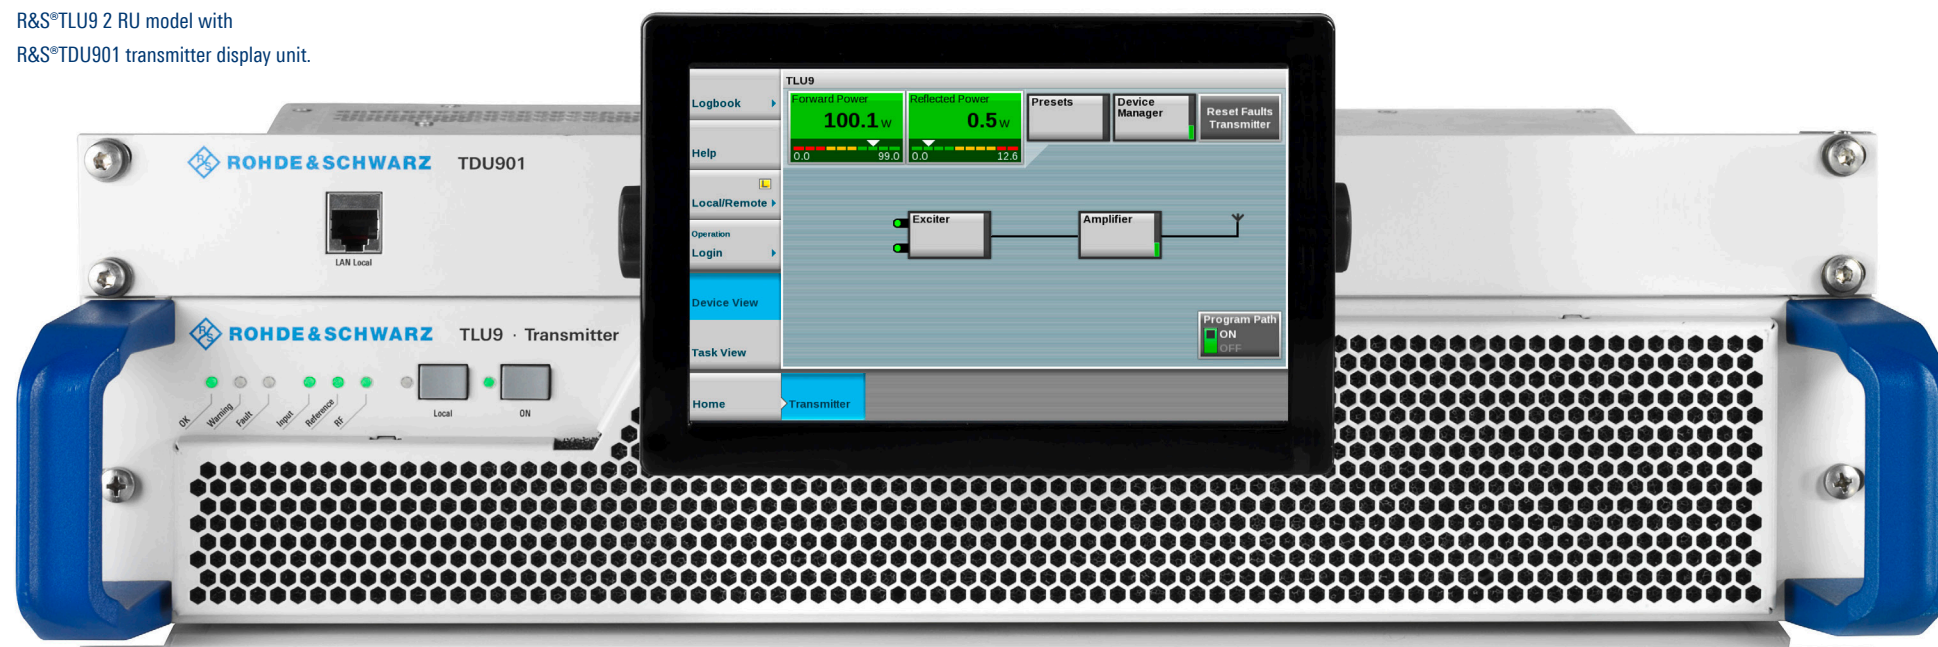 R&S®TLU9 2 RU model with
R&S®TDU901 transmitter display unit.
R&S ROHDE&SCHWARZ TDU901
LAN Local
R&S ROHDE&SCHWARZ TLU9 · Transmitter
OK Warning Fault Input Reference RF
Local ON
TLU9
Logbook
Help
L
Local/Remote
Operation
Login
Device View
Task View
Home
Transmitter
Forward Power
100.1 W
0.0 99.0
Reflected Power
0.5 W
0.0 12.6
Presets
Device
Manager
Reset Faults
Transmitter
Exciter
Amplifier
Program Path
ON
OFF